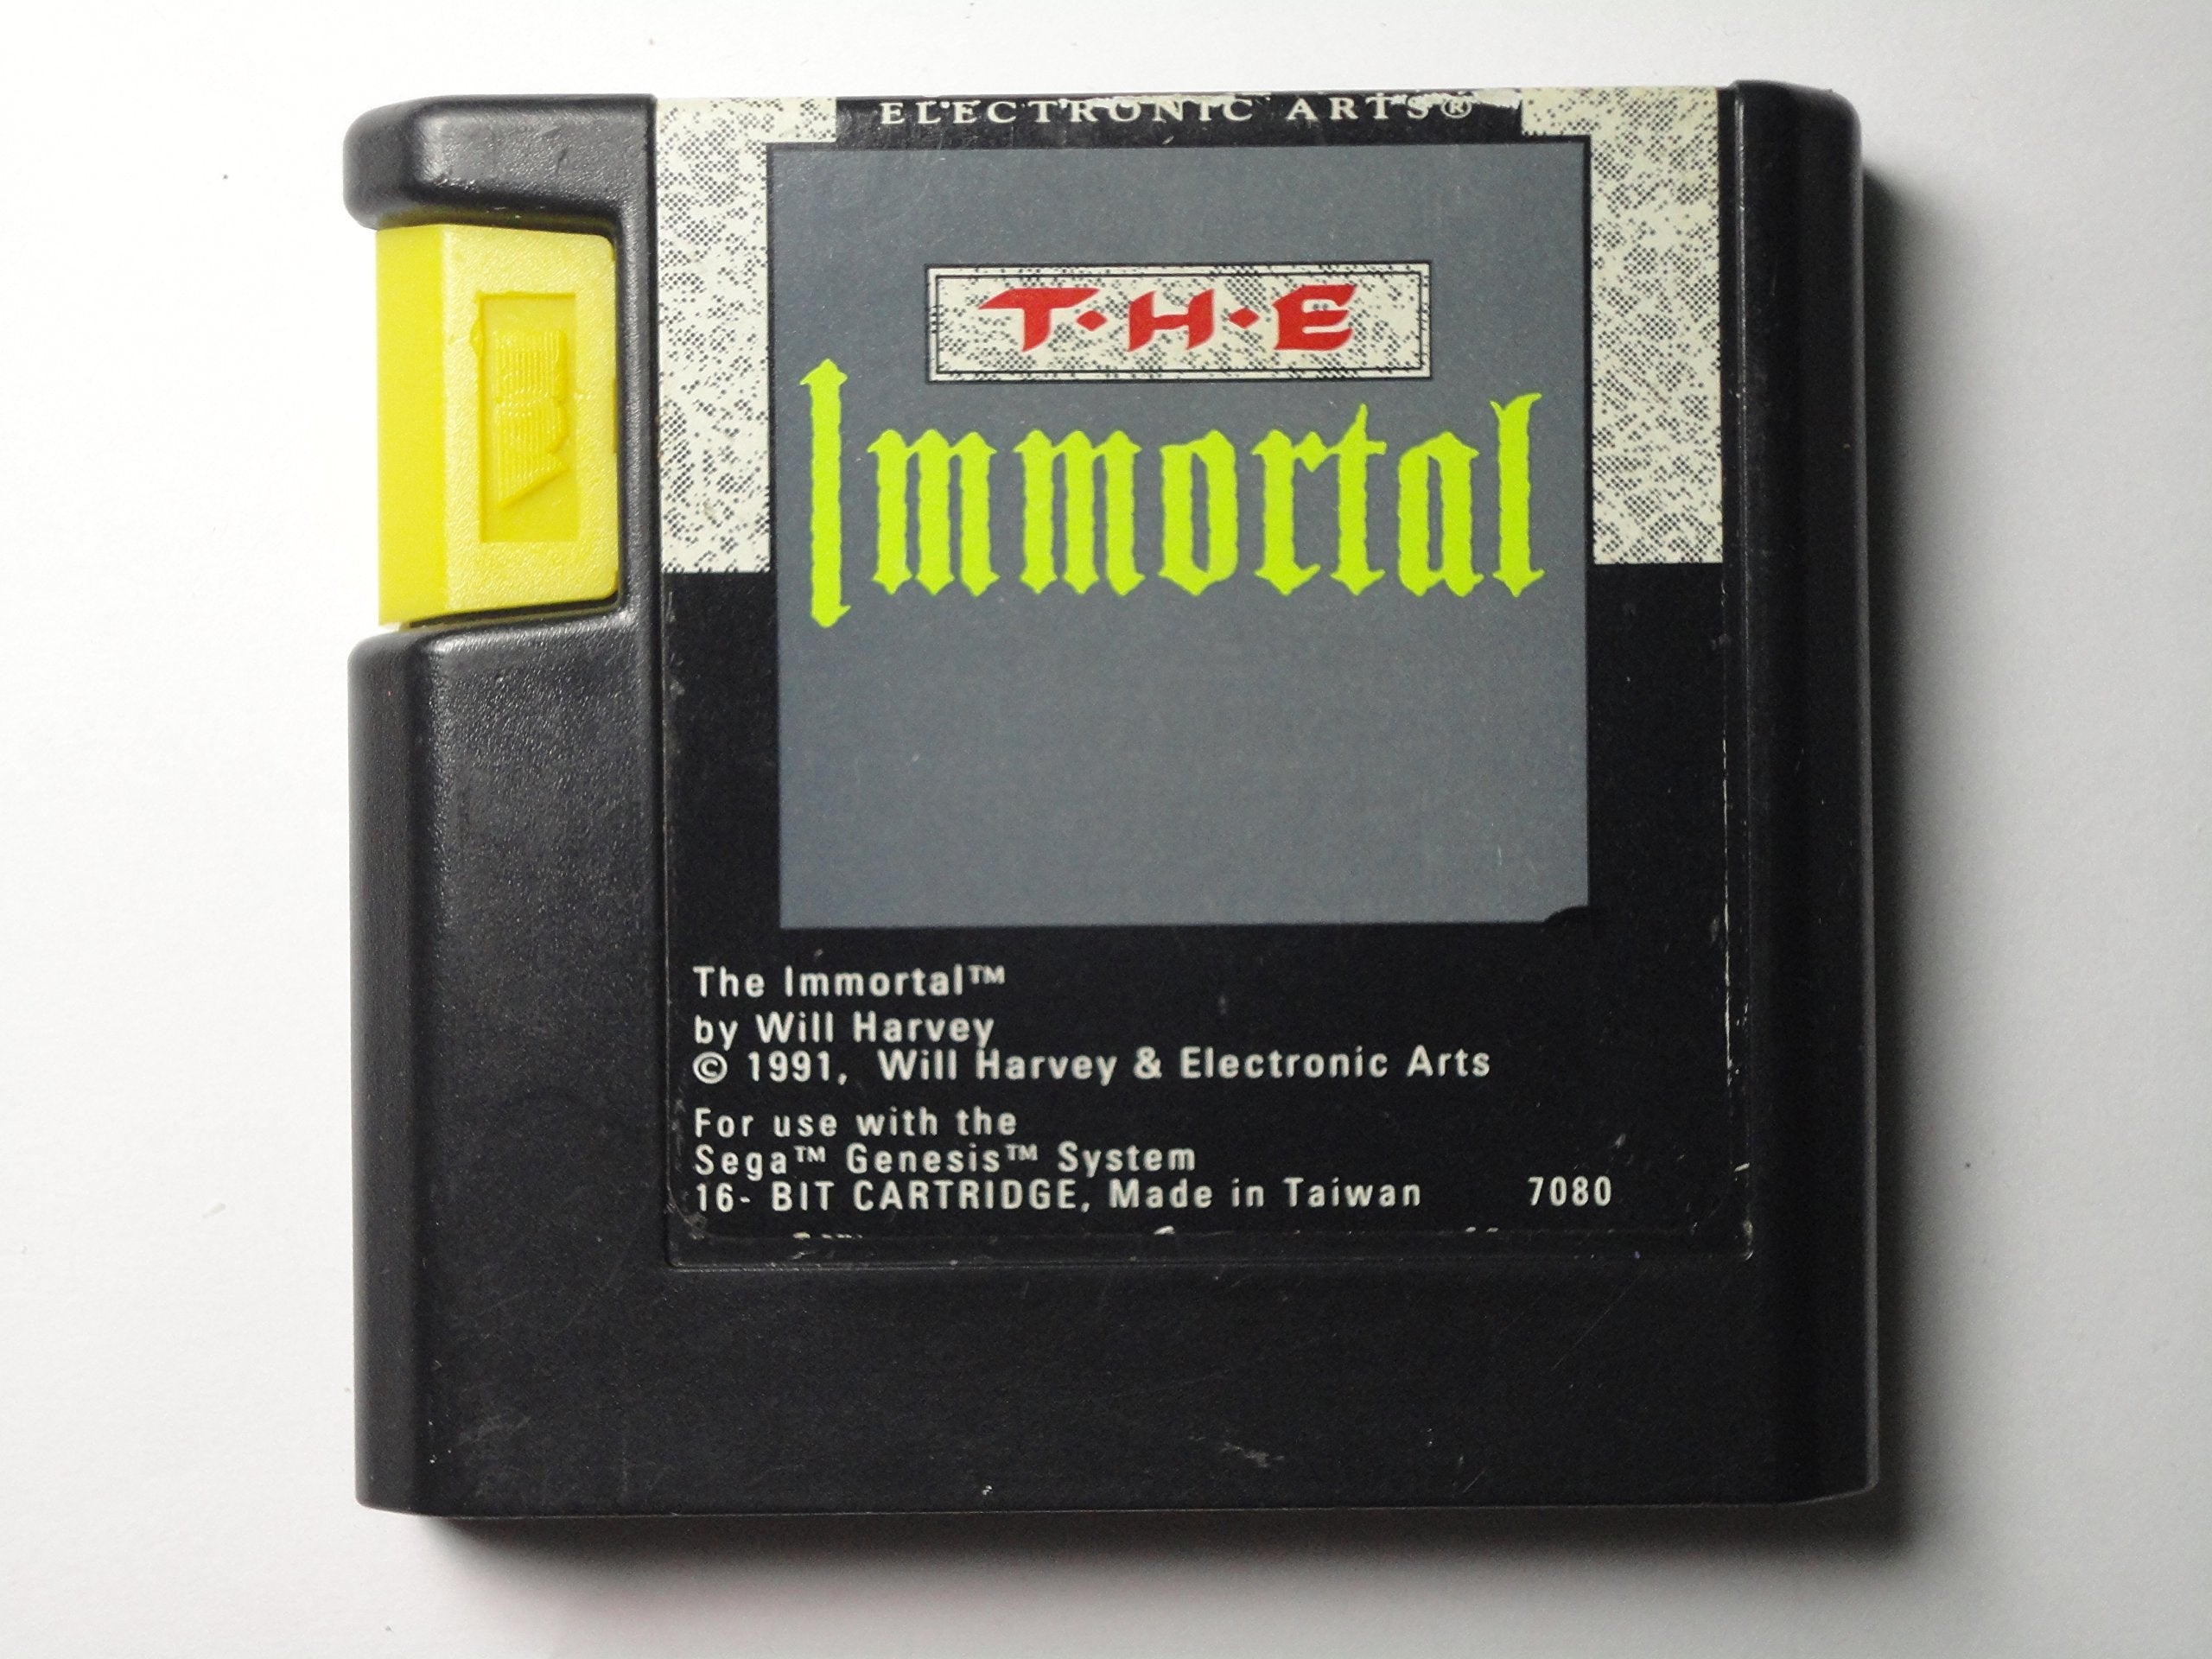 ELECTRONIC ARTS®
T·H·E
Immortal
The Immortal™
by Will Harvey
© 1991, Will Harvey & Electronic Arts
For use with the
Sega™ Genesis™ System
16- BIT CARTRIDGE, Made in Taiwan 7080